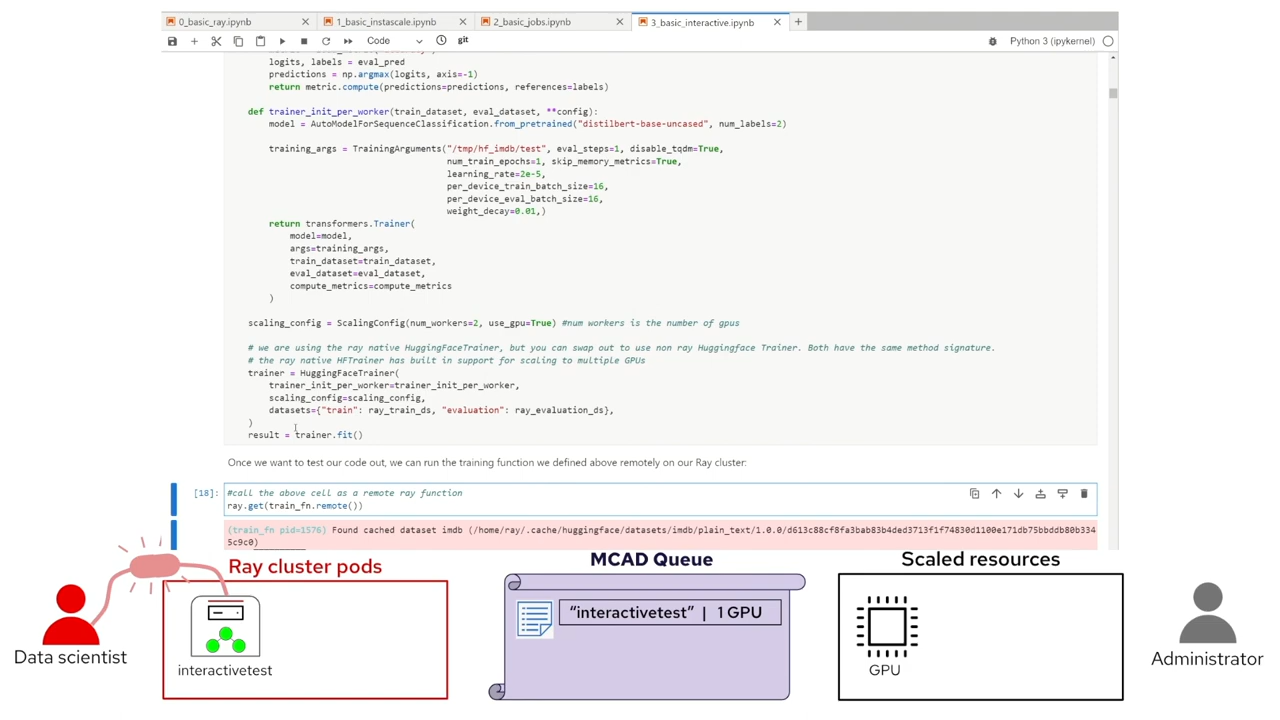 0_basic_ray.ipynb
1_basic_instascale.ipynb
2_basic_jobs.ipynb
3_basic_interactive.ipynb
Code
git
Python 3 (ipykernel)
logits, labels = eval_pred
predictions = np.argmax(logits, axis=-1)
return metric.compute(predictions=predictions, references=labels)
def trainer_init_per_worker(train_dataset, eval_dataset, **config):
model = AutoModelForSequenceClassification.from_pretrained("distilbert-base-uncased", num_labels=2)
training_args = TrainingArguments("/tmp/hf_imdb/test", eval_steps=1, disable_tqdm=True,
num_train_epochs=1, skip_memory_metrics=True,
learning_rate=2e-5,
per_device_train_batch_size=16,
per_device_eval_batch_size=16,
weight_decay=0.01,)
return transformers.Trainer(
model=model,
args=training_args,
train_dataset=train_dataset,
eval_dataset=eval_dataset,
compute_metrics=compute_metrics
)
scaling_config = ScalingConfig(num_workers=2, use_gpu=True) #num workers is the number of gpus
# we are using the ray native HuggingFaceTrainer, but you can swap out to use non ray Huggingface Trainer. Both have the same method signature.
# the ray native HFTrainer has built in support for scaling to multiple GPUs
trainer = HuggingFaceTrainer(
trainer_init_per_worker=trainer_init_per_worker,
scaling_config=scaling_config,
datasets={"train": ray_train_ds, "evaluation": ray_evaluation_ds},
)
result = trainer.fit()
Once we want to test our code out, we can run the training function we defined above remotely on our Ray cluster:
[18]:
#call the above cell as a remote ray function
ray.get(train_fn.remote())
(train_fn pid=1576) Found cached dataset imdb (/home/ray/.cache/huggingface/datasets/imdb/plain_text/1.0.0/d613c88cf8fa3bab83b4ded3713f1f74830d1100e171db75bbddb80b334
5c9c0)
Ray cluster pods
MCAD Queue
Scaled resources
"interactivetest" | 1 GPU
Data scientist
interactivetest
GPU
Administrator